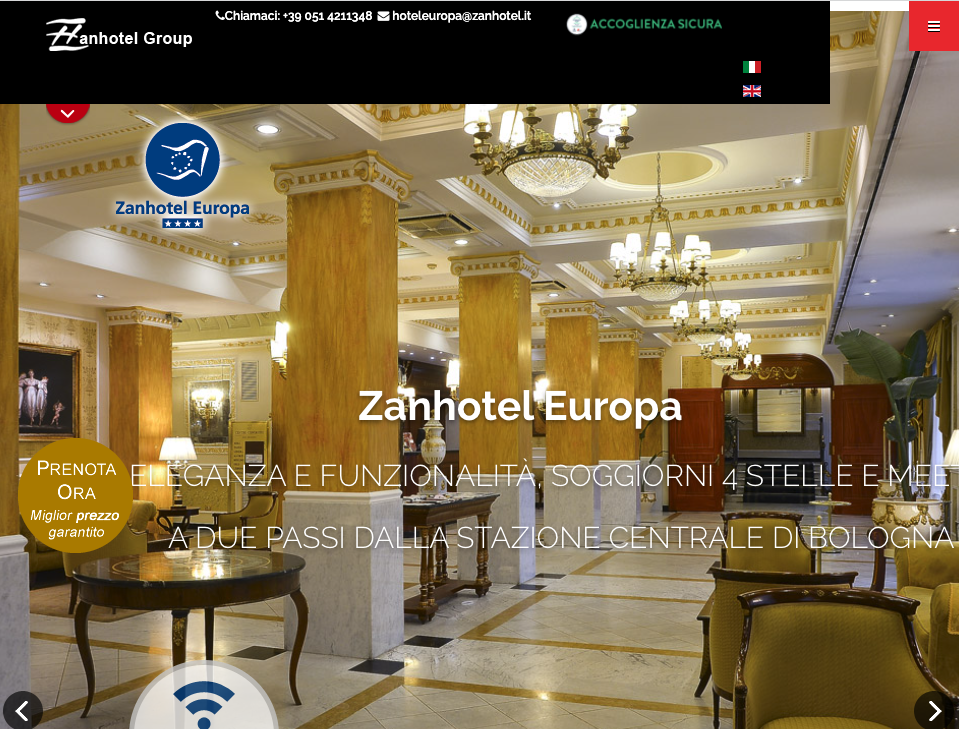 Zanhotel Group
Chiamaci: +39 051 4211348 hoteleuropa@zanhotel.it
ACCOGLIENZA SICURA
Zanhotel Europa
Zanhotel Europa
PRENOTA
ORA
Miglior prezzo
garantito
ELEGANZA E FUNZIONALITÀ, SOGGIORNI 4 STELLE E MEE
A DUE PASSI DALLA STAZIONE CENTRALE DI BOLOGNA